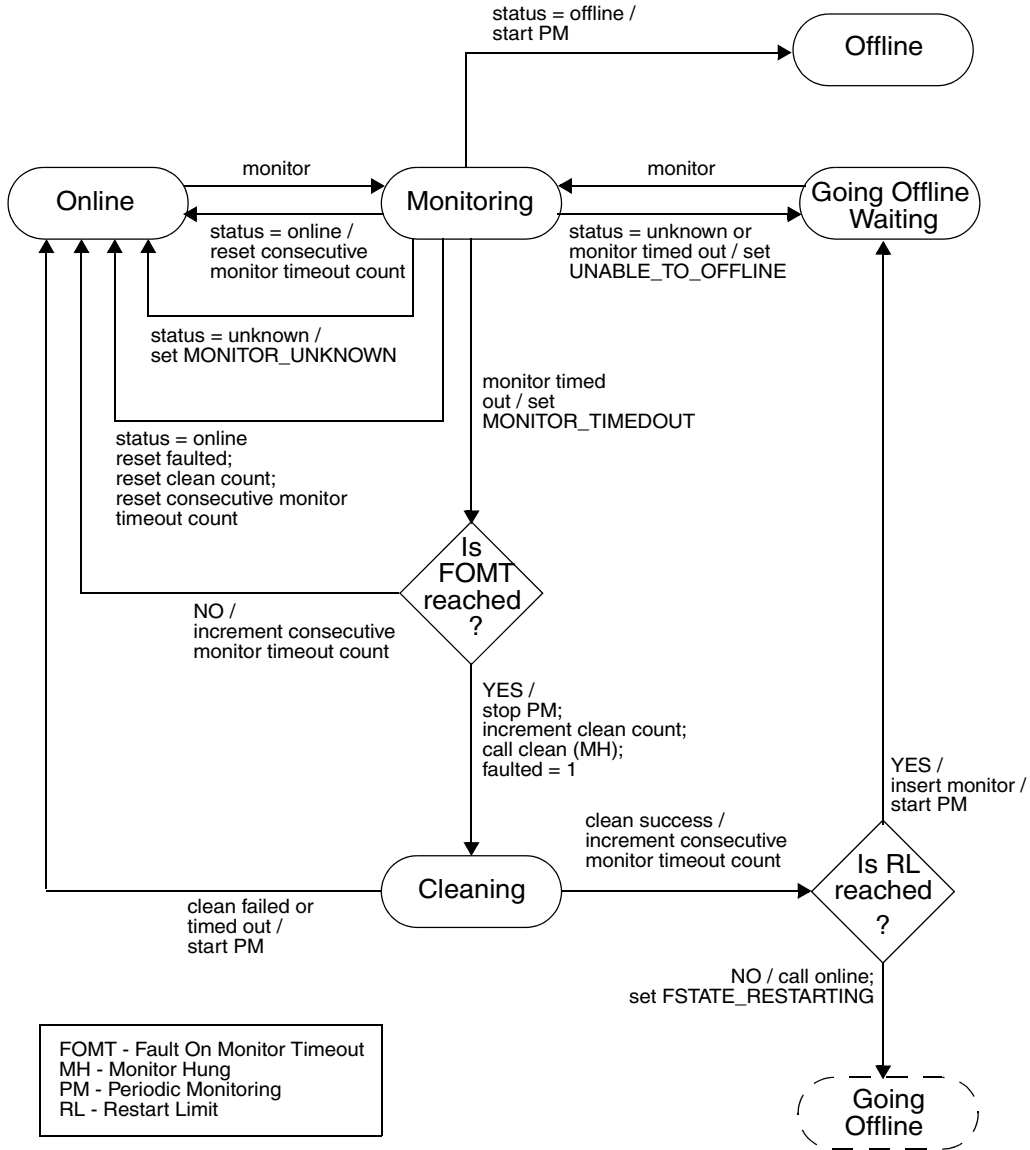 status = offline /
start PM
Offline
monitor
monitor
Online
Monitoring
Going Offline
Waiting
status = online /
reset consecutive
monitor timeout count
status = unknown or
monitor timed out / set
UNABLE_TO_OFFLINE
status = unknown /
set MONITOR_UNKNOWN
monitor timed
out / set
MONITOR_TIMEDOUT
status = online
reset faulted;
reset clean count;
reset consecutive monitor
timeout count
Is
FOMT
reached
?
NO /
increment consecutive
monitor timeout count
YES /
stop PM;
increment clean count;
call clean (MH);
faulted = 1
YES /
insert monitor /
start PM
clean success /
increment consecutive
monitor timeout count
Cleaning
Is RL
reached
?
clean failed or
timed out /
start PM
NO / call online;
set FSTATE_RESTARTING
FOMT - Fault On Monitor Timeout
MH - Monitor Hung
PM - Periodic Monitoring
RL - Restart Limit
Going
Offline